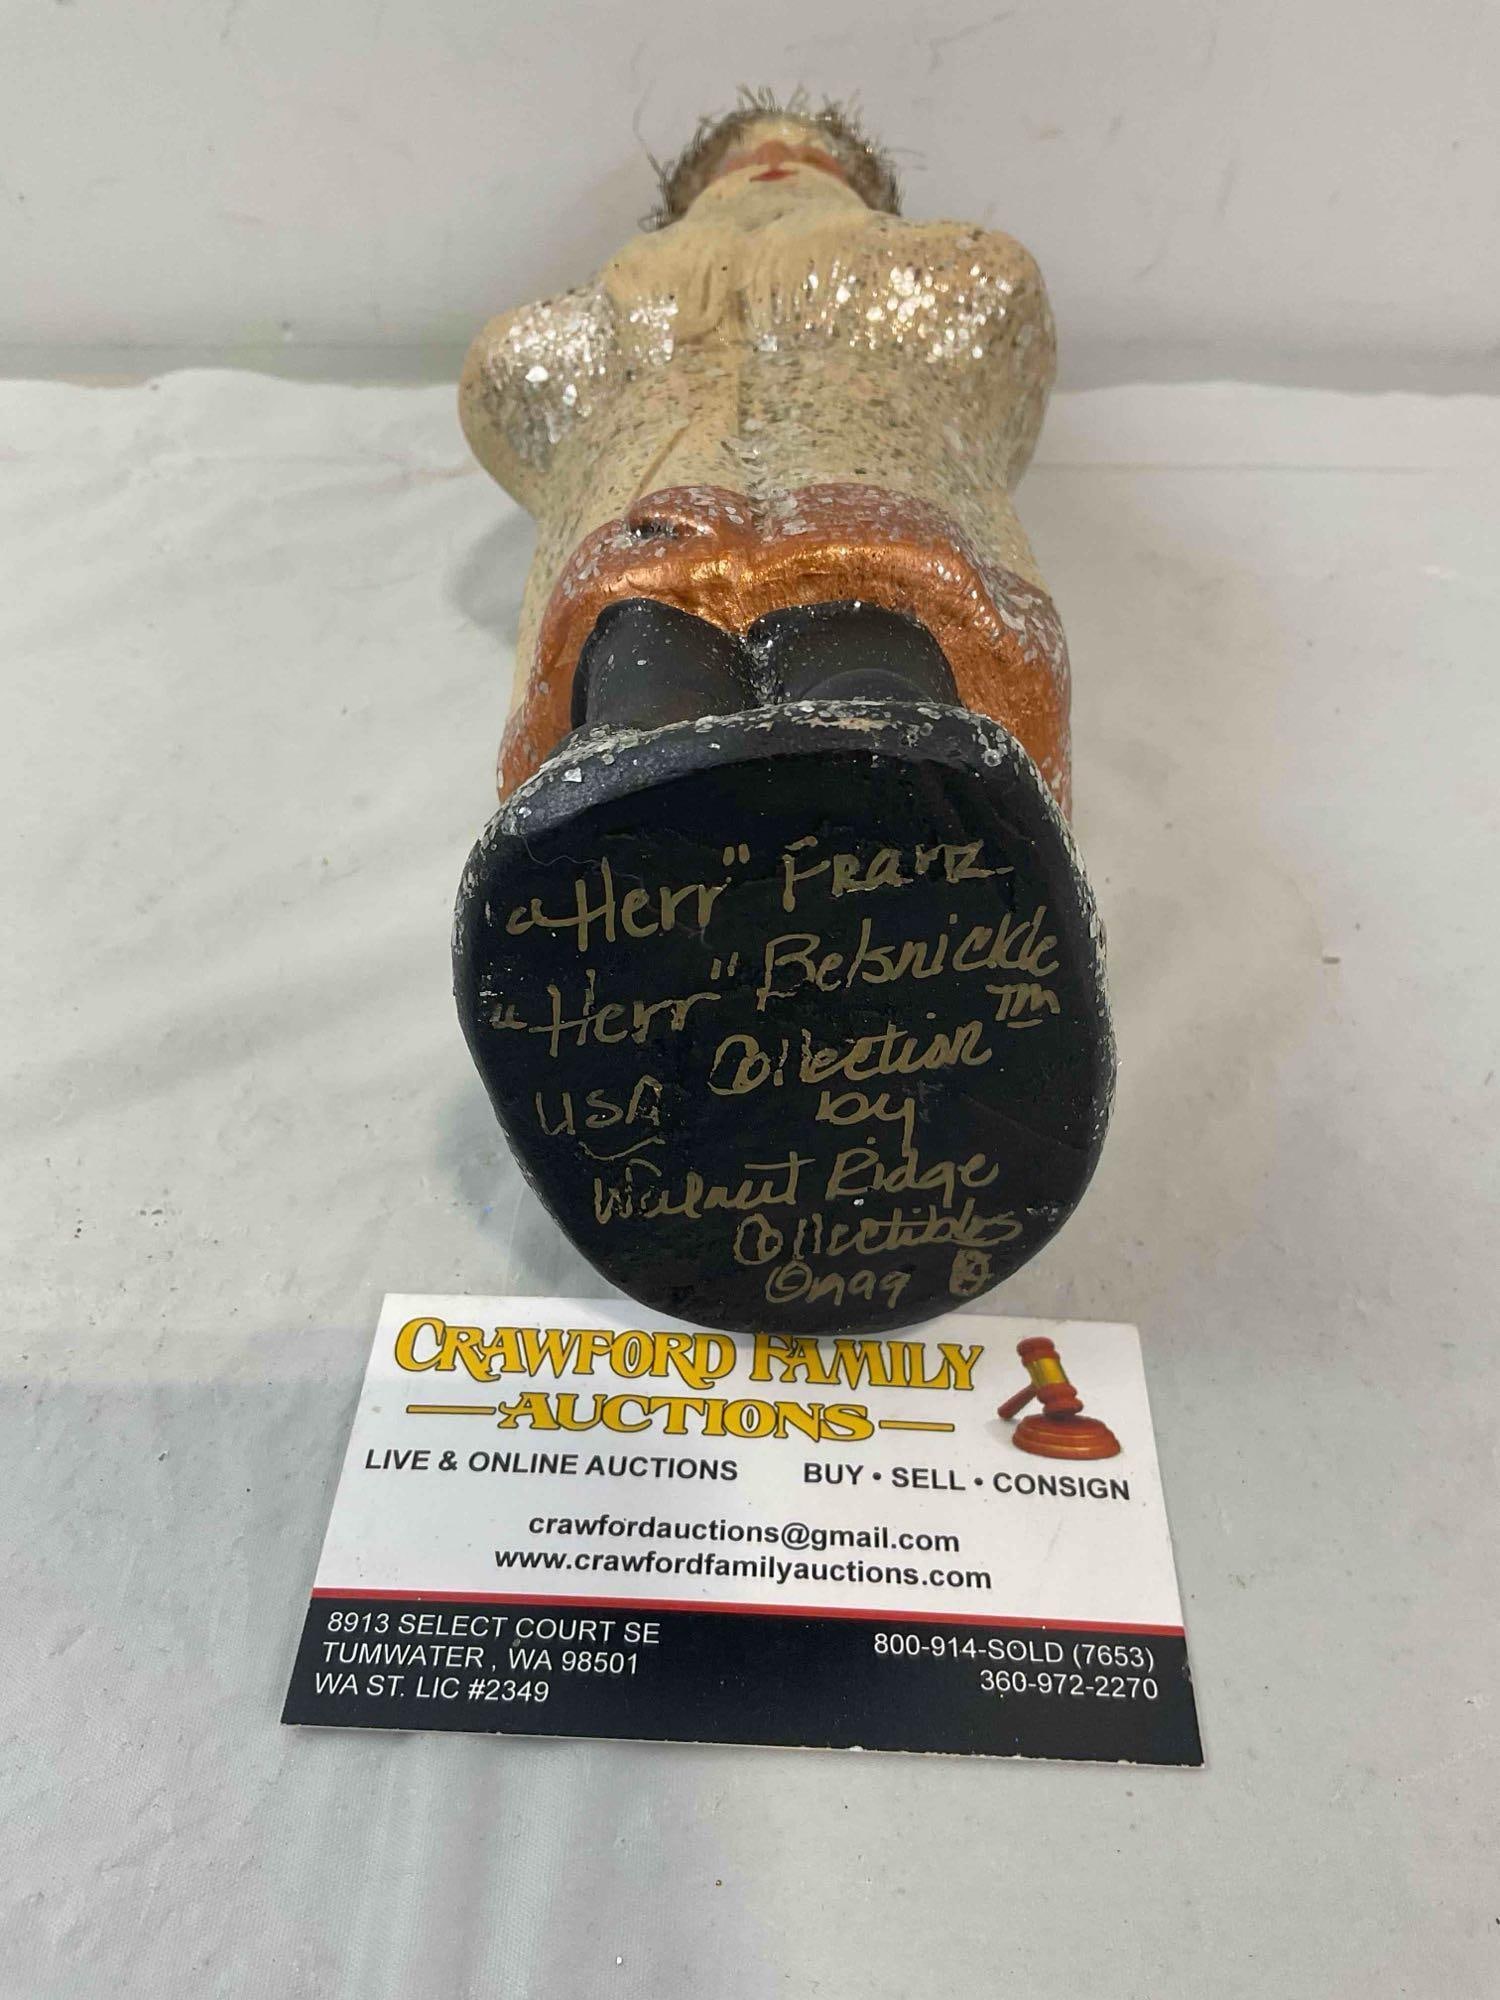 "Herr" Franz
"Herr" Belsnickle
Collection TM
USA by
Walnut Ridge
Collectibles
©1999
CRAWFORD FAMILY
AUCTIONS
LIVE & ONLINE AUCTIONS BUY • SELL • CONSIGN
crawfordauctions@gmail.com
www.crawfordfamilyauctions.com
8913 SELECT COURT SE
TUMWATER , WA 98501
WA ST. LIC #2349
800-914-SOLD (7653)
360-972-2270